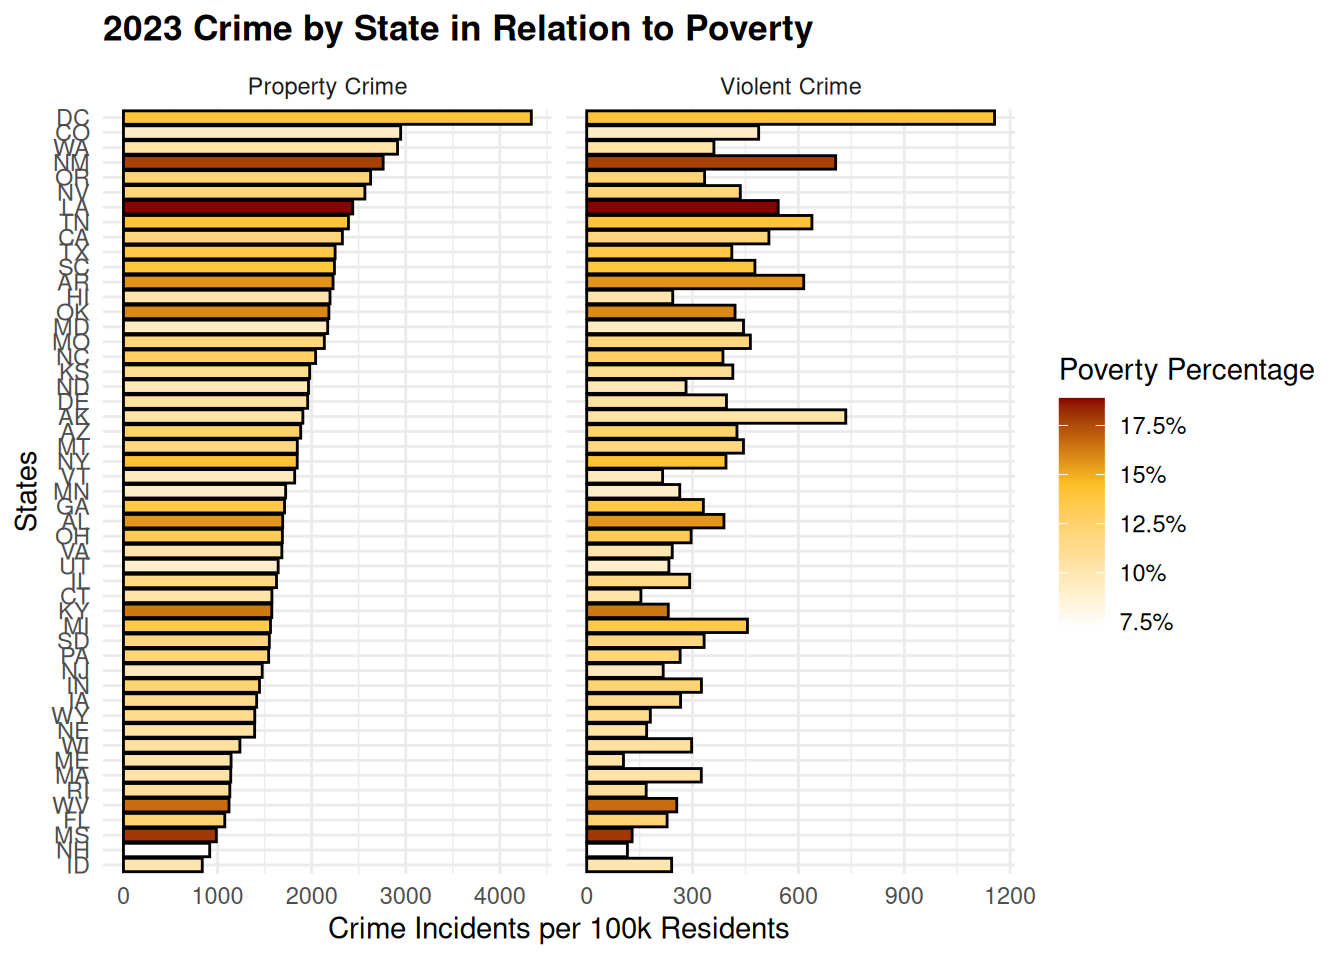 2023 Crime by State in Relation to Poverty
Property Crime
Violent Crime
States
DC
CO
WA
NM
OR
NV
LA
TN
CA
TX
SC
AR
HI
OK
MD
MO
NC
KS
ND
DE
AK
AZ
MT
NY
VT
MN
GA
AL
OH
VA
UT
IL
CT
KY
MI
SD
PA
NJ
IN
IA
WY
NE
WI
ME
MA
RI
WV
FL
MS
NH
ID
0 1000 2000 3000 4000
0 300 600 900 1200
Crime Incidents per 100k Residents
Poverty Percentage
17.5%
15%
12.5%
10%
7.5%